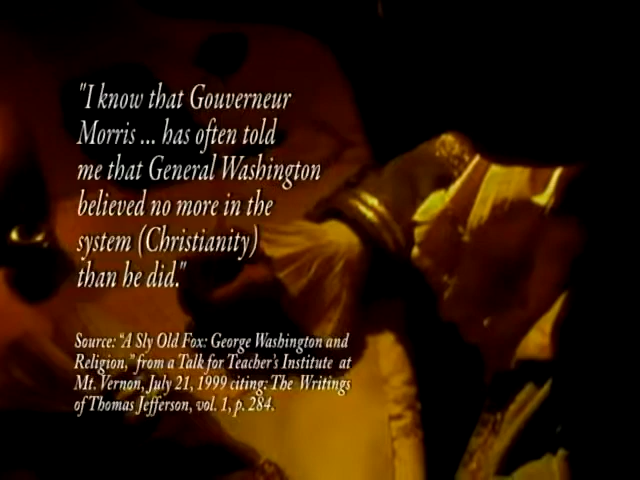 "I know that Gouverneur
Morris ... has often told
me that General Washington
believed no more in the
system (Christianity)
than he did."
Source: "A Sly Old Fox: George Washington and
Religion," from a Talk for Teacher's Institute at
Mt. Vernon, July 21, 1999 citing: The Writings
of Thomas Jefferson, vol. 1, p. 284.